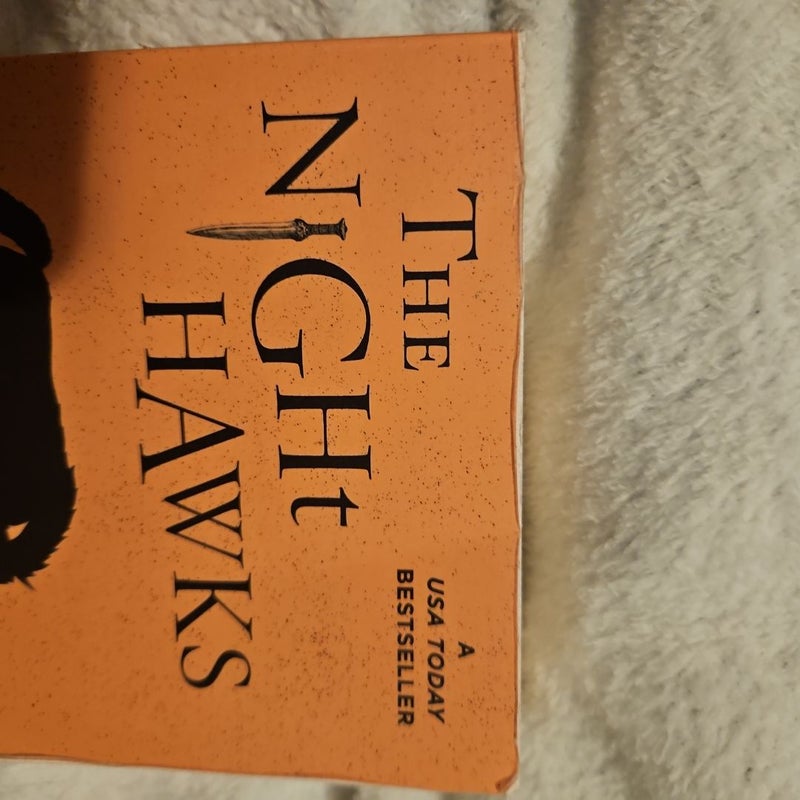 THE
NIGHt
HAWKS
A
USA TODAY
BESTSELLER